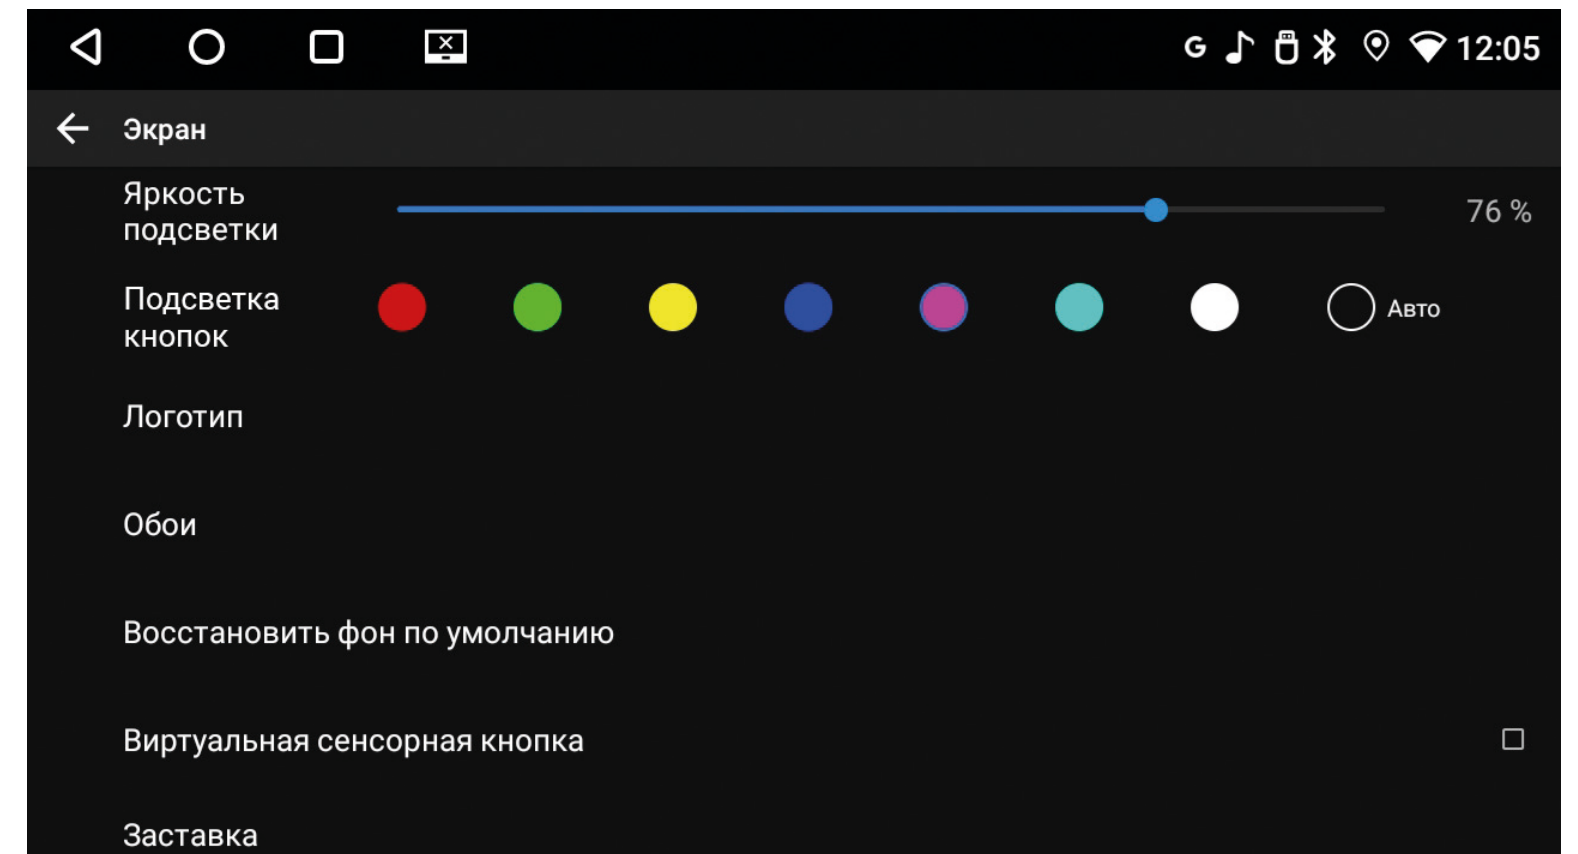 G 12:05
Экран
Яркость
подсветки
76 %
Подсветка
кнопок
Авто
Логотип
Обои
Восстановить фон по умолчанию
Виртуальная сенсорная кнопка
Заставка